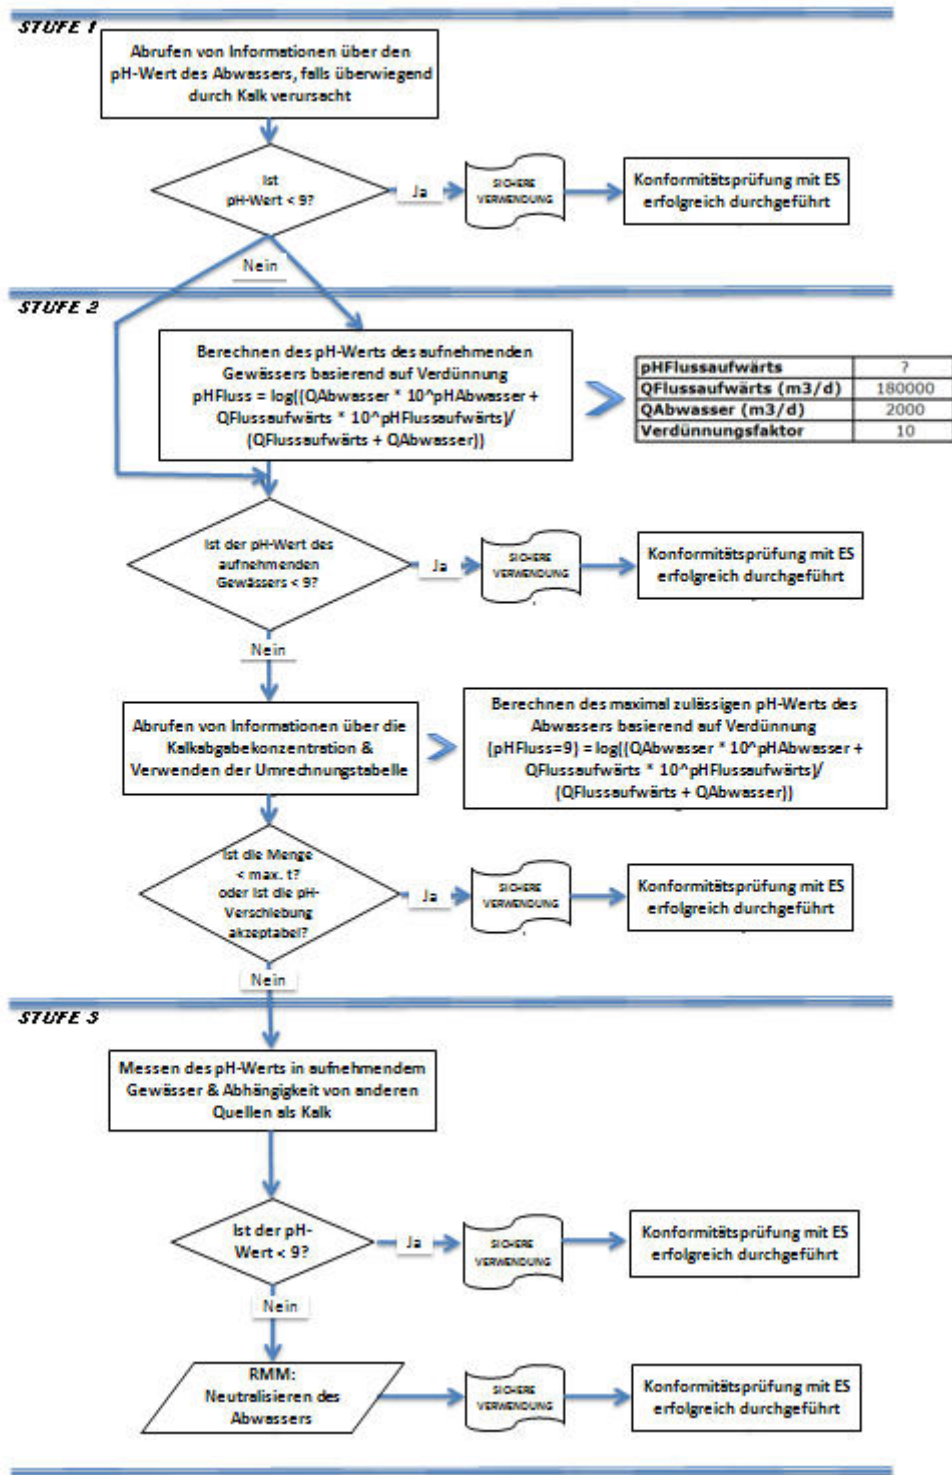 STUFE 1
Abrufen von Informationen über den
pH-Wert des Abwassers, falls überwiegend
durch Kalk verursacht
Ist
pH-Wert < 9?
Ja
SICHERE
VERWENDUNG
Konformitätsprüfung mit ES
erfolgreich durchgeführt
Nein
STUFE 2
Berechnen des pH-Werts des aufnehmenden
Gewässers basierend auf Verdünnung
pHFluss = log((QAbwasser * 10^pHAbwasser +
QFlussaufwärts * 10^pHFlussaufwärts)/
(QFlussaufwärts + QAbwasser))
pHFlussaufwärts ?
QFlussaufwärts (m3/d) 180000
QAbwasser (m3/d) 2000
Verdünnungsfaktor 10
Ist der pH-Wert des
aufnehmenden
Gewässers < 9?
Ja
SICHERE
VERWENDUNG
Konformitätsprüfung mit ES
erfolgreich durchgeführt
Nein
Abrufen von Informationen über die
Kalkabgabekonzentration &
Verwenden der Umrechnungstabelle
Berechnen des maximal zulässigen pH-Werts des
Abwassers basierend auf Verdünnung
(pHFluss=9) = log((QAbwasser * 10^pHAbwasser +
QFlussaufwärts * 10^pHFlussaufwärts)/
(QFlussaufwärts + QAbwasser))
Ist die Menge
< max. t?
oder ist die pH-
Verschiebung
akzeptabel?
Ja
SICHERE
VERWENDUNG
Konformitätsprüfung mit ES
erfolgreich durchgeführt
Nein
STUFE 3
Messen des pH-Werts in aufnehmendem
Gewässer & Abhängigkeit von anderen
Quellen als Kalk
Ist der pH-
Wert < 9?
Ja
SICHERE
VERWENDUNG
Konformitätsprüfung mit ES
erfolgreich durchgeführt
Nein
RMM:
Neutralisieren des
Abwassers
SICHERE
VERWENDUNG
Konformitätsprüfung mit ES
erfolgreich durchgeführt